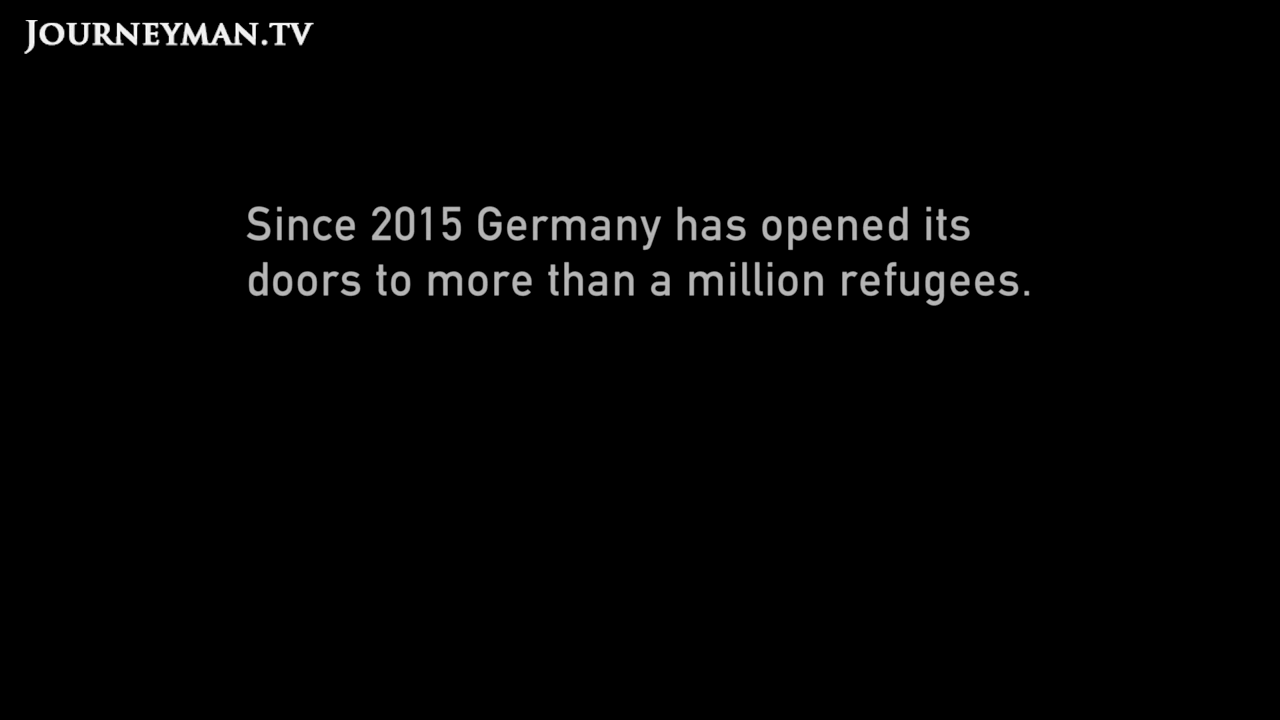 JOURNEYMAN.TV
Since 2015 Germany has opened its
doors to more than a million refugees.